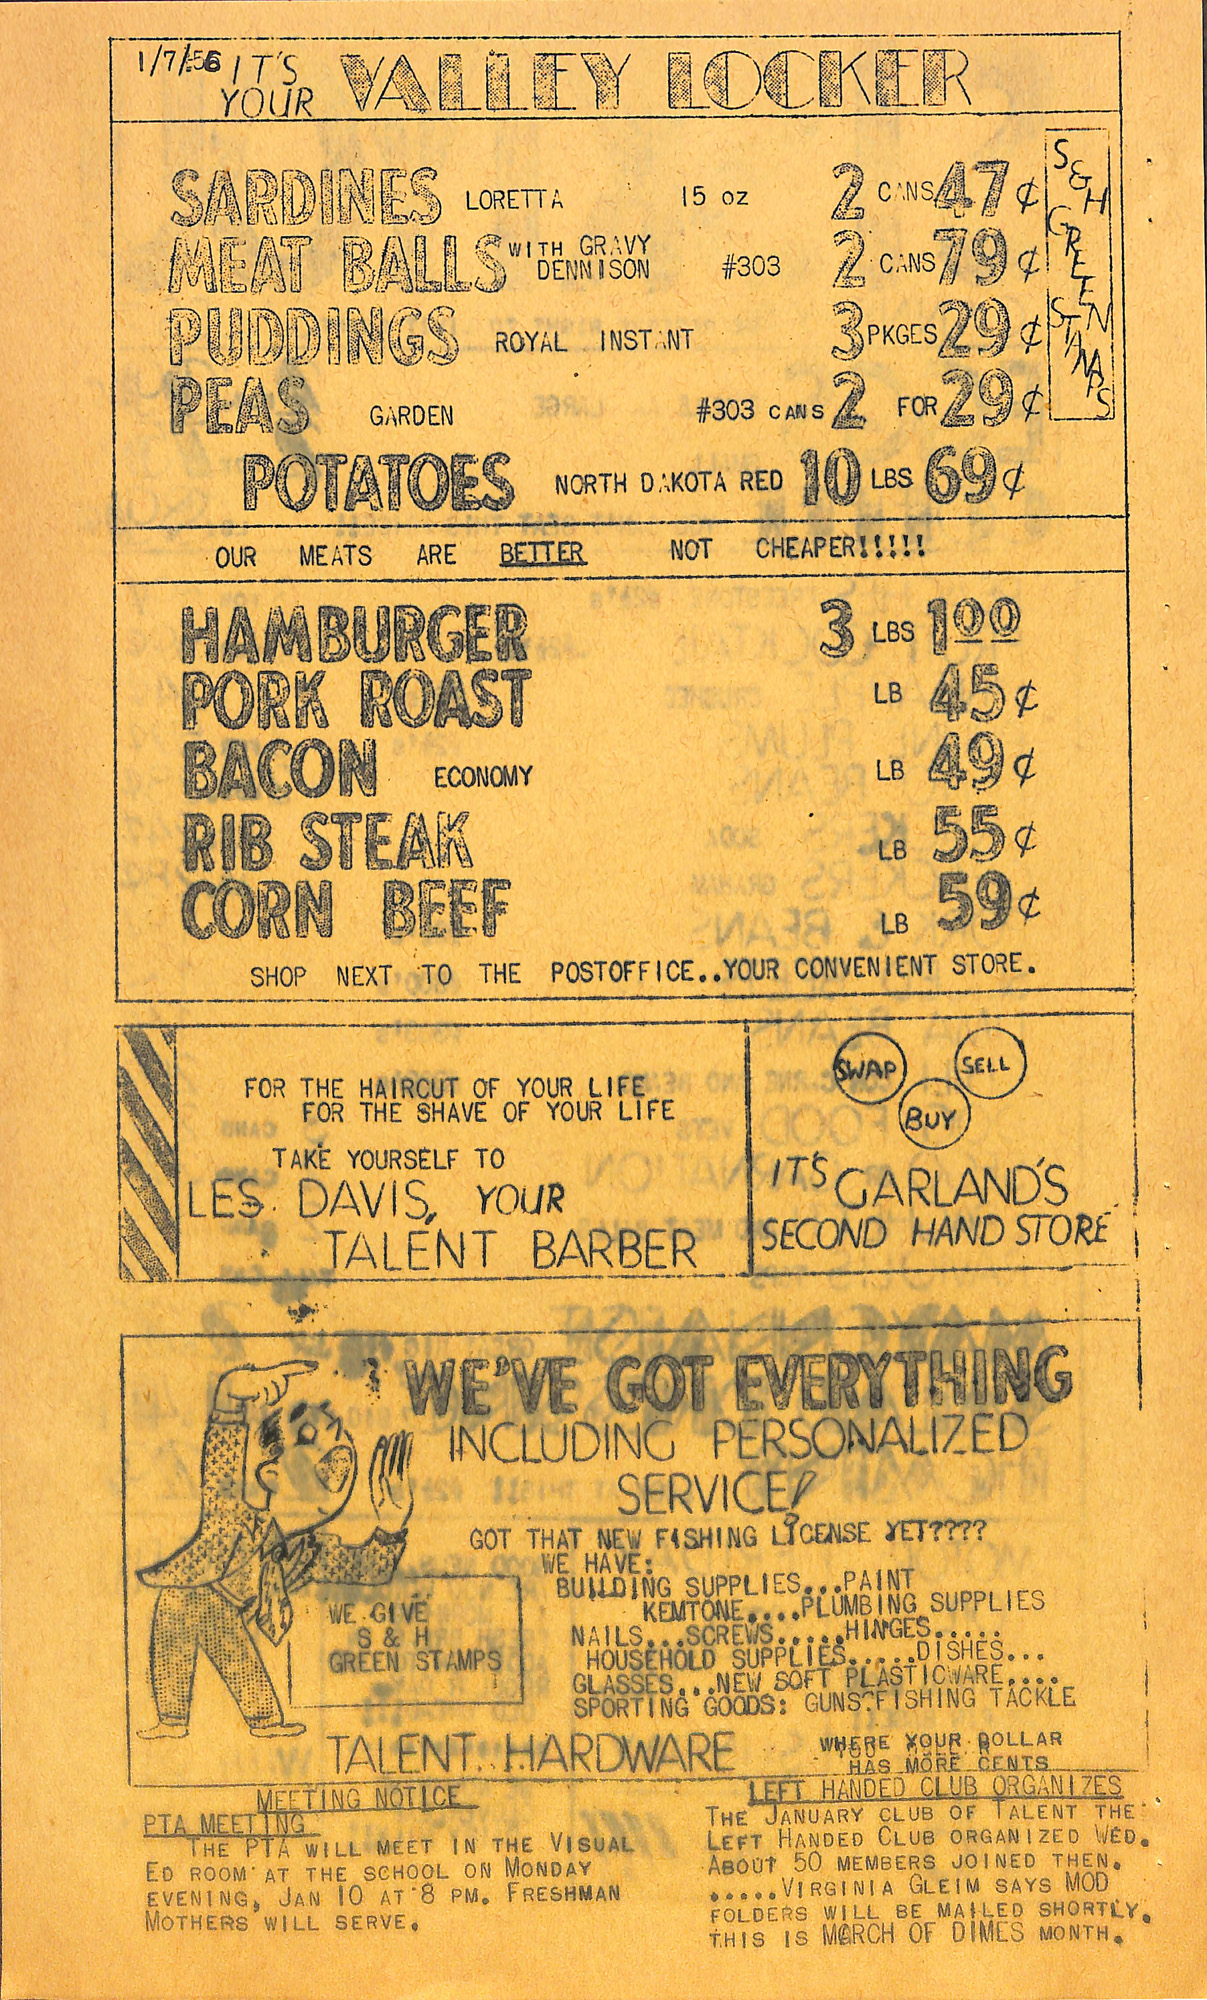 1/7/56 IT'S YOUR VALLEY LOCKER
SARDINES LORETTA 15 oz 2 CANS 47¢
MEAT BALLS WITH GRAVY DENNISON #303 2 CANS 79¢
PUDDINGS ROYAL INSTANT 3 PKGES 29¢
PEAS GARDEN #303 CANS 2 FOR 29¢
POTATOES NORTH DAKOTA RED 10 LBS 69¢
S&H GREEN STAMPS
OUR MEATS ARE BETTER NOT CHEAPER!!!!!
HAMBURGER 3 LBS 1 00
PORK ROAST LB 45¢
BACON ECONOMY LB 49¢
RIB STEAK LB 55¢
CORN BEEF LB 59¢
SHOP NEXT TO THE POSTOFFICE..YOUR CONVENIENT STORE.
FOR THE HAIRCUT OF YOUR LIFE
FOR THE SHAVE OF YOUR LIFE
TAKE YOURSELF TO
LES DAVIS, YOUR
TALENT BARBER
SWAP
SELL
BUY
IT'S GARLAND'S
SECOND HAND STORE
WE'VE GOT EVERYTHING
INCLUDING PERSONALIZED
SERVICE!
GOT THAT NEW FISHING LICENSE YET????
WE HAVE:
BUILDING SUPPLIES...PAINT
KEMTONE....PLUMBING SUPPLIES
NAILS...SCREWS.....HINGES.....
HOUSEHOLD SUPPLIES.....DISHES...
GLASSES...NEW SOFT PLASTICWARE....
SPORTING GOODS: GUNS FISHING TACKLE
WE GIVE
S & H
GREEN STAMPS
TALENT HARDWARE
WHERE YOUR DOLLAR
HAS MORE CENTS
MEETING NOTICE
PTA MEETING
THE PTA WILL MEET IN THE VISUAL
ED ROOM AT THE SCHOOL ON MONDAY
EVENING, JAN 10 AT 8 PM. FRESHMAN
MOTHERS WILL SERVE.
LEFT HANDED CLUB ORGANIZES
THE JANUARY CLUB OF TALENT THE
LEFT HANDED CLUB ORGANIZED WED.
ABOUT 50 MEMBERS JOINED THEN.
.....VIRGINIA GLEIM SAYS MOD
FOLDERS WILL BE MAILED SHORTLY.
THIS IS MARCH OF DIMES MONTH.